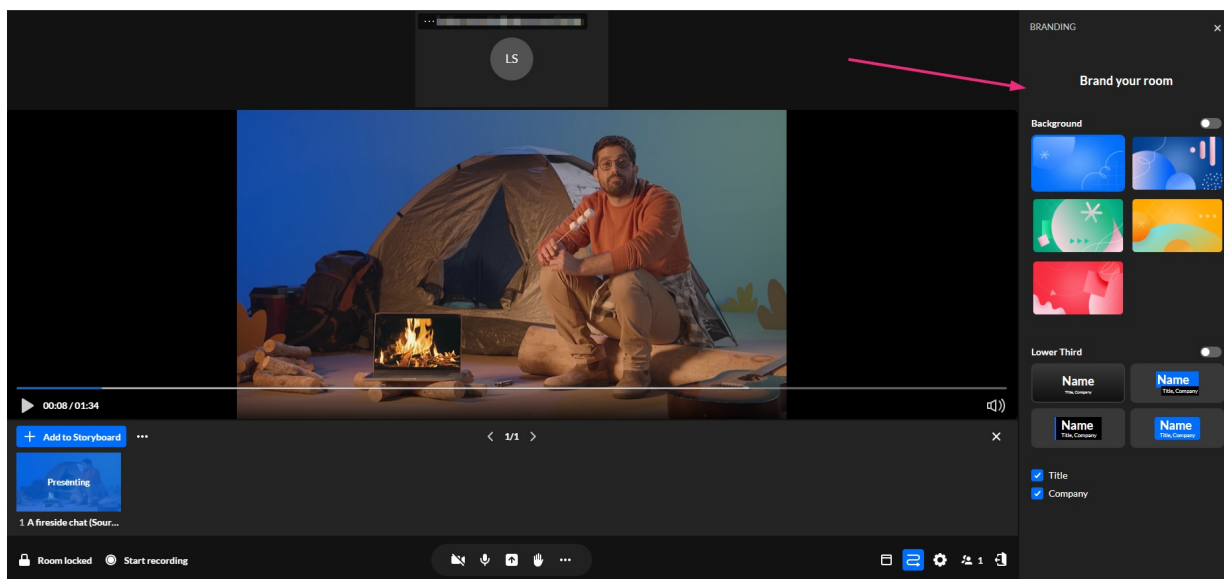 LS
BRANDING
Brand your room
Background
Lower Third
Name
Title, Company
Name
Title, Company
Name
Title, Company
Name
Title, Company
Title
Company
00:08 / 01:34
Add to Storyboard
1/1
Presenting
1 A fireside chat (Sour...
Room locked
Start recording
1